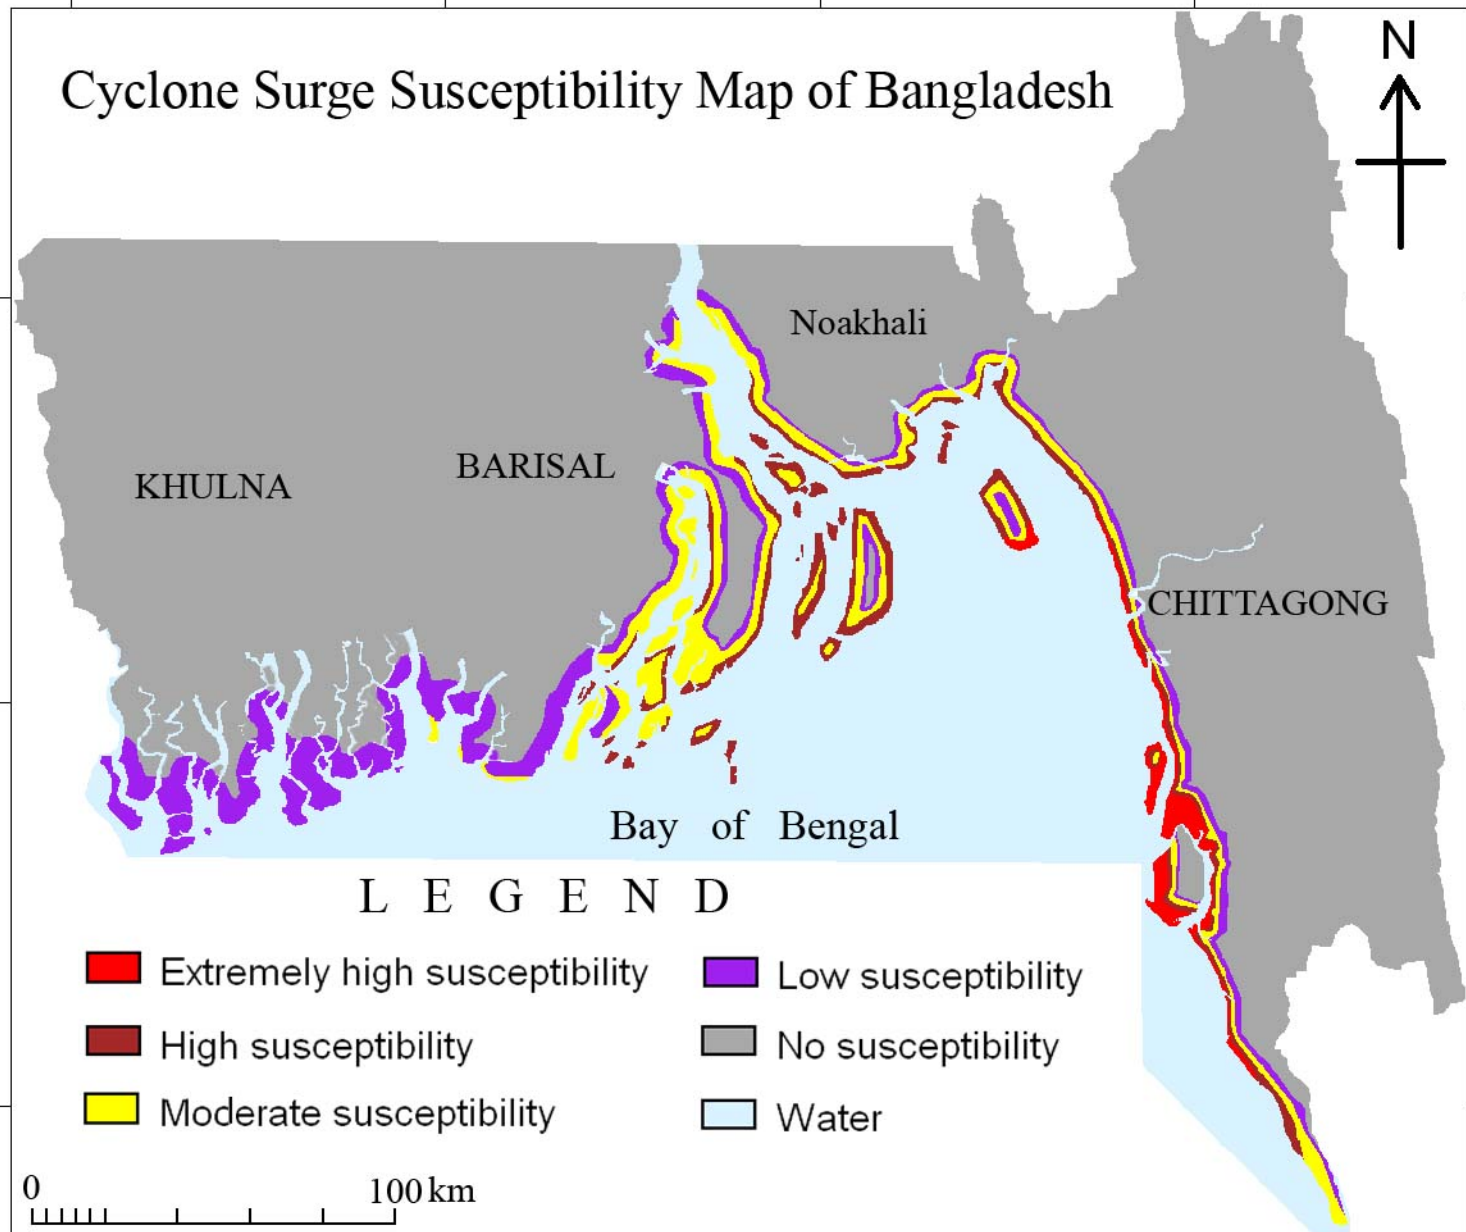 Cyclone Surge Susceptibility Map of Bangladesh
N
Noakhali
BARISAL
KHULNA
CHITTAGONG
Bay of Bengal
LEGEND
Extremely high susceptibility
Low susceptibility
High susceptibility
No susceptibility
Moderate susceptibility
Water
0 100 km